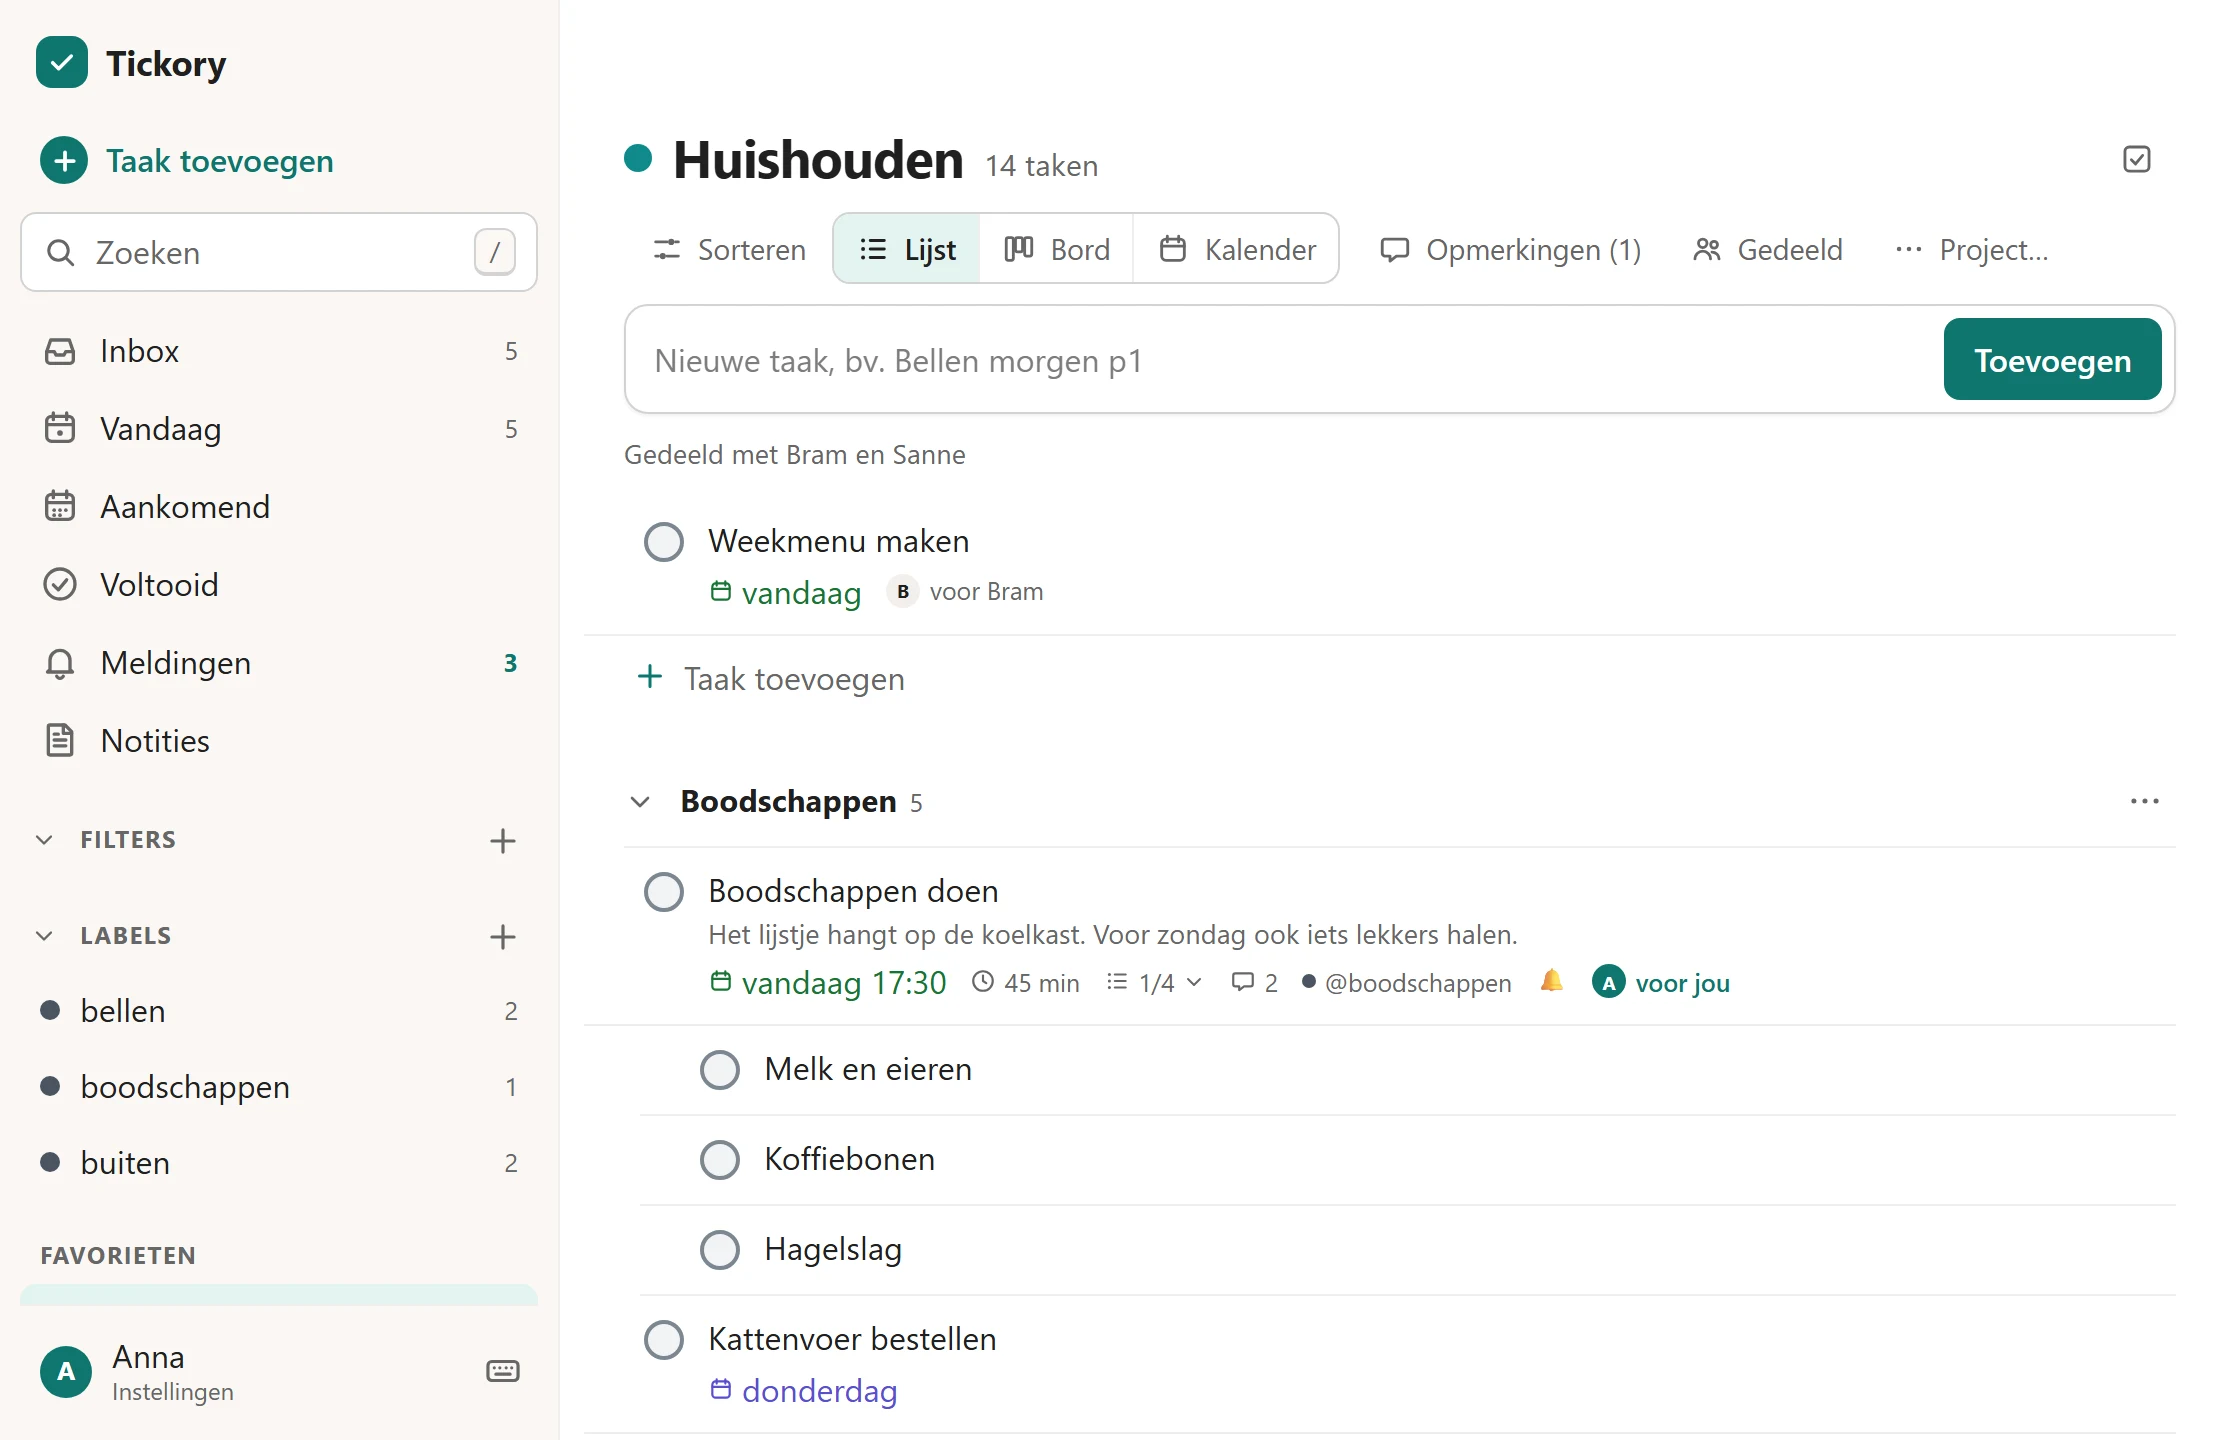 Tickory
Taak toevoegen
Zoeken /
Inbox 5
Vandaag 5
Aankomend
Voltooid
Meldingen 3
Notities
FILTERS
LABELS
bellen 2
boodschappen 1
buiten 2
FAVORIETEN
A Anna
Instellingen
Huishouden 14 taken
Sorteren Lijst Bord Kalender Opmerkingen (1) Gedeeld Project...
Nieuwe taak, bv. Bellen morgen p1 Toevoegen
Gedeeld met Bram en Sanne
Weekmenu maken
vandaag B voor Bram
Taak toevoegen
Boodschappen 5
Boodschappen doen
Het lijstje hangt op de koelkast. Voor zondag ook iets lekkers halen.
vandaag 17:30 45 min 1/4 2 @boodschappen A voor jou
Melk en eieren
Koffiebonen
Hagelslag
Kattenvoer bestellen
donderdag